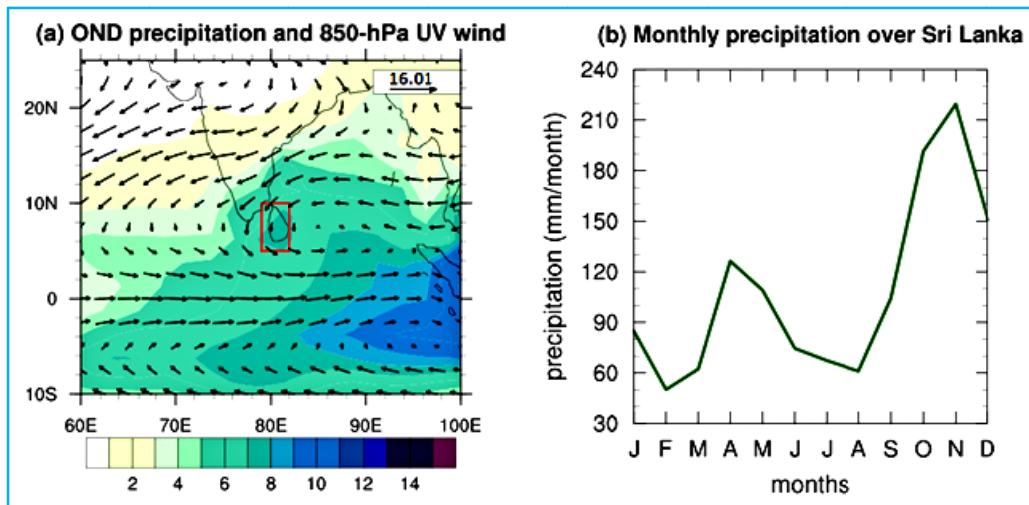 (a) OND precipitation and 850-hPa UV wind
16.01
20N
10N
0
10S
60E 70E 80E 90E 100E
2 4 6 8 10 12 14
(b) Monthly precipitation over Sri Lanka
precipitation (mm/month)
240
210
180
150
120
90
60
30
J F M A M J J A S O N D
months